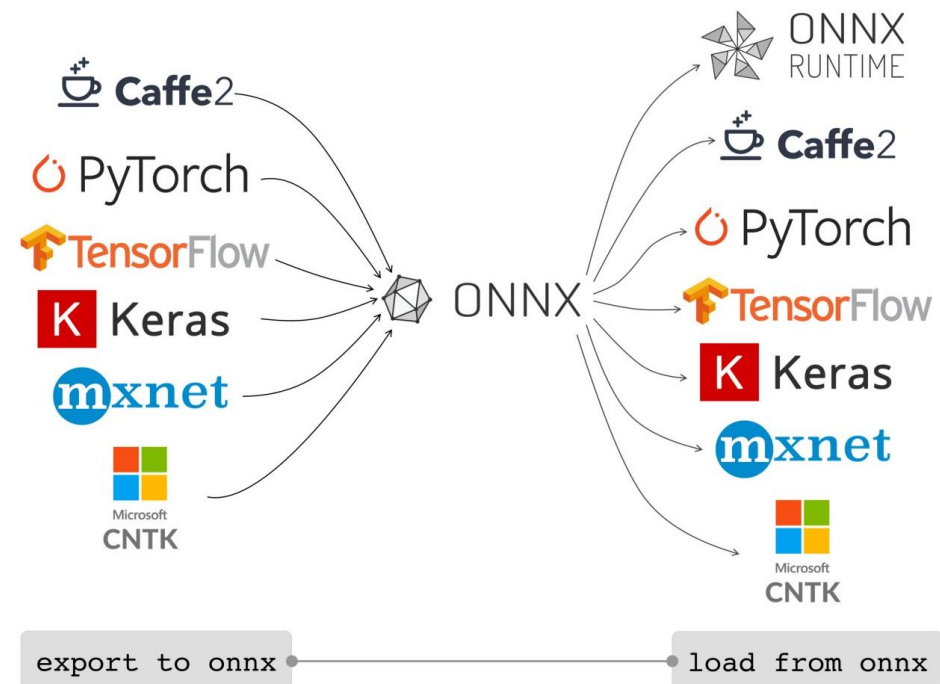 Caffe2
PyTorch
TensorFlow
K Keras
mxnet
Microsoft
CNTK
ONNX
ONNX
RUNTIME
Caffe2
PyTorch
TensorFlow
K Keras
mxnet
Microsoft
CNTK
export to onnx
load from onnx